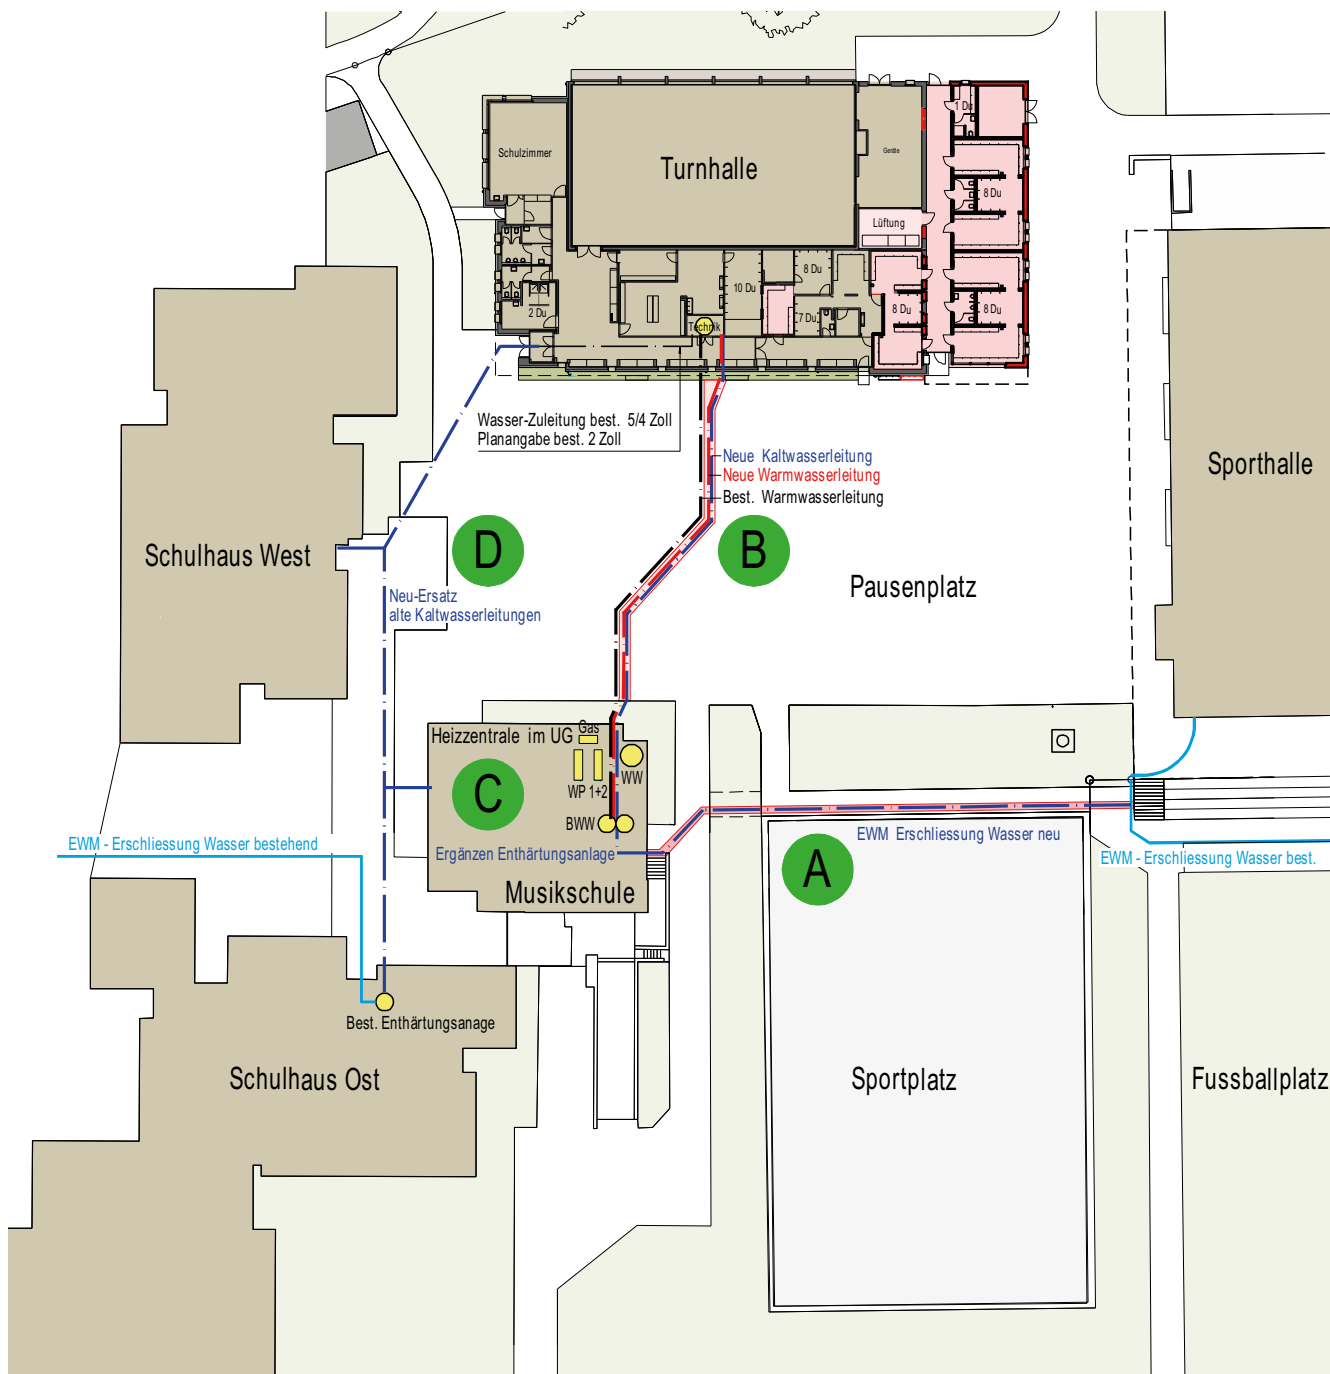 1 Du
Schulzimmer
Turnhalle
Geräte
8 Du
Lüftung
8 Du
10 Du
2 Du
7 Du
8 Du
8 Du
Technik
Wasser-Zuleitung best. 5/4 Zoll
Planangabe best. 2 Zoll
Neue Kaltwasserleitung
Neue Warmwasserleitung
Best. Warmwasserleitung
Sporthalle
D
B
Schulhaus West
Pausenplatz
Neu-Ersatz
alte Kaltwasserleitungen
Heizzentrale im UG
Gas
C
WW
WP 1+2
BWW
EWM - Erschliessung Wasser bestehend
Ergänzen Enthärtungsanlage
EWM Erschliessung Wasser neu
EWM - Erschliessung Wasser best.
A
Musikschule
Best. Enthärtungsanage
Schulhaus Ost
Sportplatz
Fussballplatz